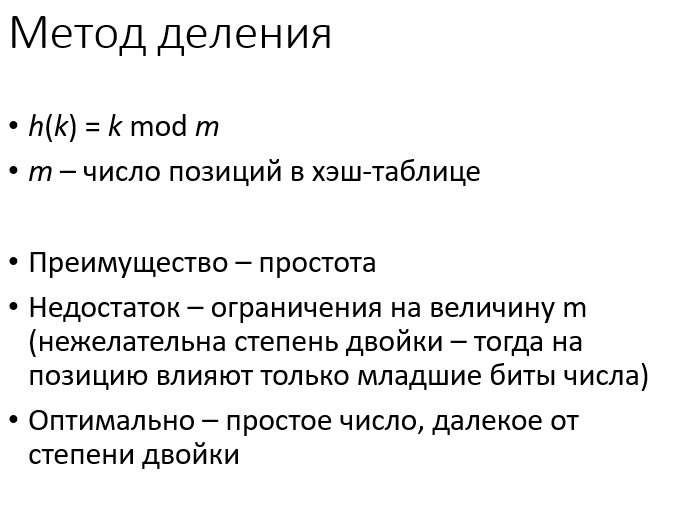 Метод деления
• h(k) = k mod m
• m – число позиций в хэш-таблице
• Преимущество – простота
• Недостаток – ограничения на величину m
(нежелательна степень двойки – тогда на
позицию влияют только младшие биты числа)
• Оптимально – простое число, далекое от
степени двойки